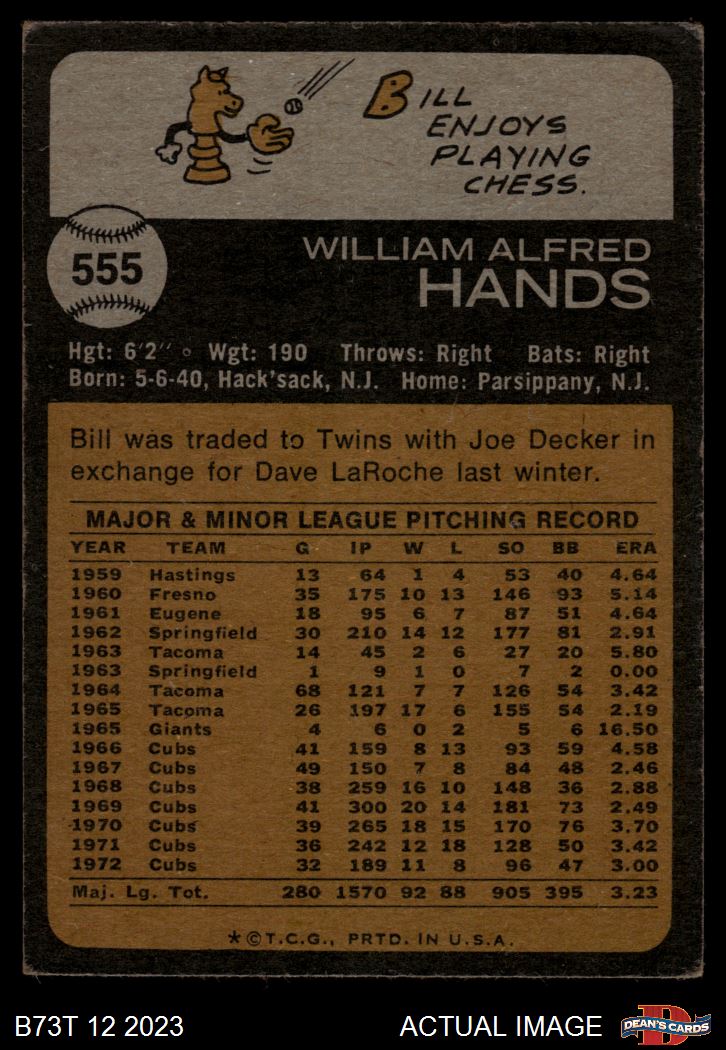 BILL
ENJOYS
PLAYING
CHESS.
555
WILLIAM ALFRED
HANDS
Hgt: 6'2" Wgt: 190 Throws: Right Bats: Right
Born: 5-6-40, Hack'sack, N.J. Home: Parsippany, N.J.
Bill was traded to Twins with Joe Decker in
exchange for Dave LaRoche last winter.
MAJOR & MINOR LEAGUE PITCHING RECORD
YEAR TEAM G IP W L SO BB ERA
1959 Hastings 13 64 1 4 53 40 4.64
1960 Fresno 35 175 10 13 146 93 5.14
1961 Eugene 18 95 6 7 87 51 4.64
1962 Springfield 30 210 14 12 177 81 2.91
1963 Tacoma 14 45 2 6 27 20 5.80
1963 Springfield 1 9 1 0 7 2 0.00
1964 Tacoma 68 121 7 7 126 54 3.42
1965 Tacoma 26 197 17 6 155 54 2.19
1965 Giants 4 6 0 2 5 6 16.50
1966 Cubs 41 159 8 13 93 59 4.58
1967 Cubs 49 150 7 8 84 48 2.46
1968 Cubs 38 259 16 10 148 36 2.88
1969 Cubs 41 300 20 14 181 73 2.49
1970 Cubs 39 265 18 15 170 76 3.70
1971 Cubs 36 242 12 18 128 50 3.42
1972 Cubs 32 189 11 8 96 47 3.00
Maj. Lg. Tot. 280 1570 92 88 905 395 3.23
*©T.C.G., PRTD. IN U.S.A.
B73T 12 2023 ACTUAL IMAGE D DEAN'S CARDS